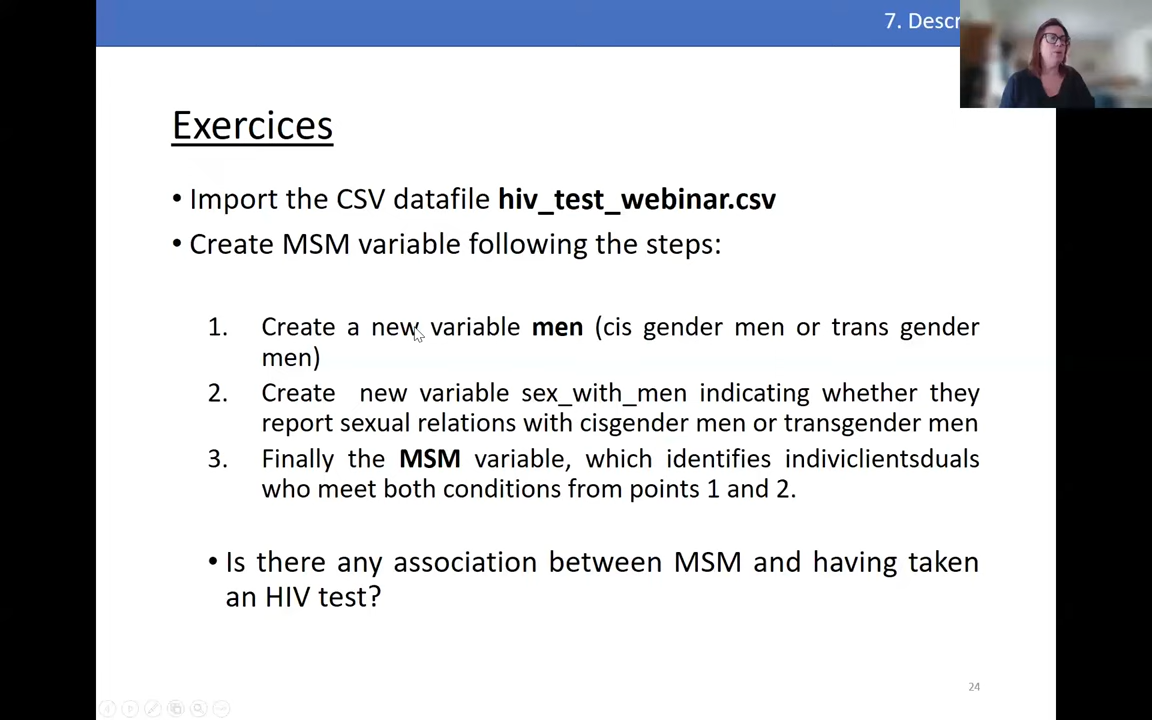 7. Descr
Exercices
• Import the CSV datafile hiv_test_webinar.csv
• Create MSM variable following the steps:
1. Create a new variable men (cis gender men or trans gender
men)
2. Create new variable sex_with_men indicating whether they
report sexual relations with cisgender men or transgender men
3. Finally the MSM variable, which identifies indiviclientsduals
who meet both conditions from points 1 and 2.
• Is there any association between MSM and having taken
an HIV test?
24